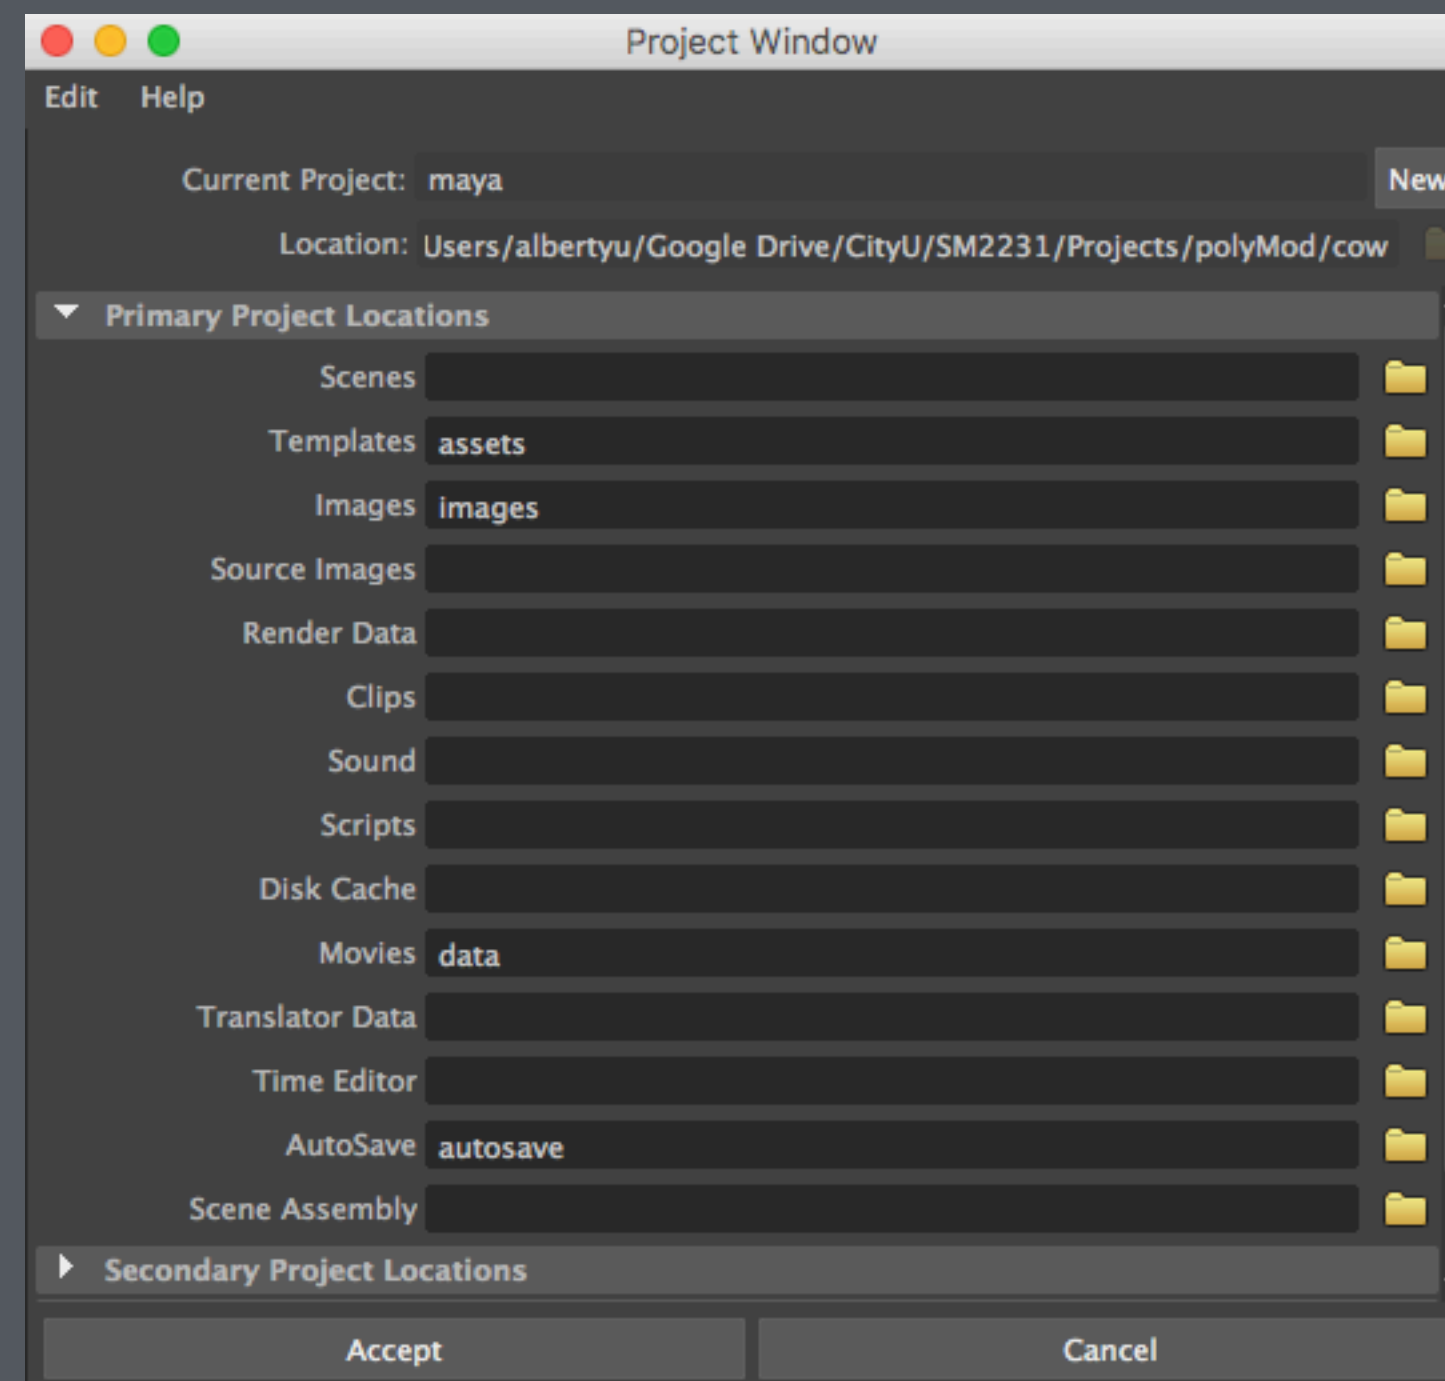 Project Window
Edit Help
Current Project: maya New
Location: Users/albertyu/Google Drive/CityU/SM2231/Projects/polyMod/cow
Primary Project Locations
Scenes
Templates assets
Images images
Source Images
Render Data
Clips
Sound
Scripts
Disk Cache
Movies data
Translator Data
Time Editor
AutoSave autosave
Scene Assembly
Secondary Project Locations
Accept Cancel